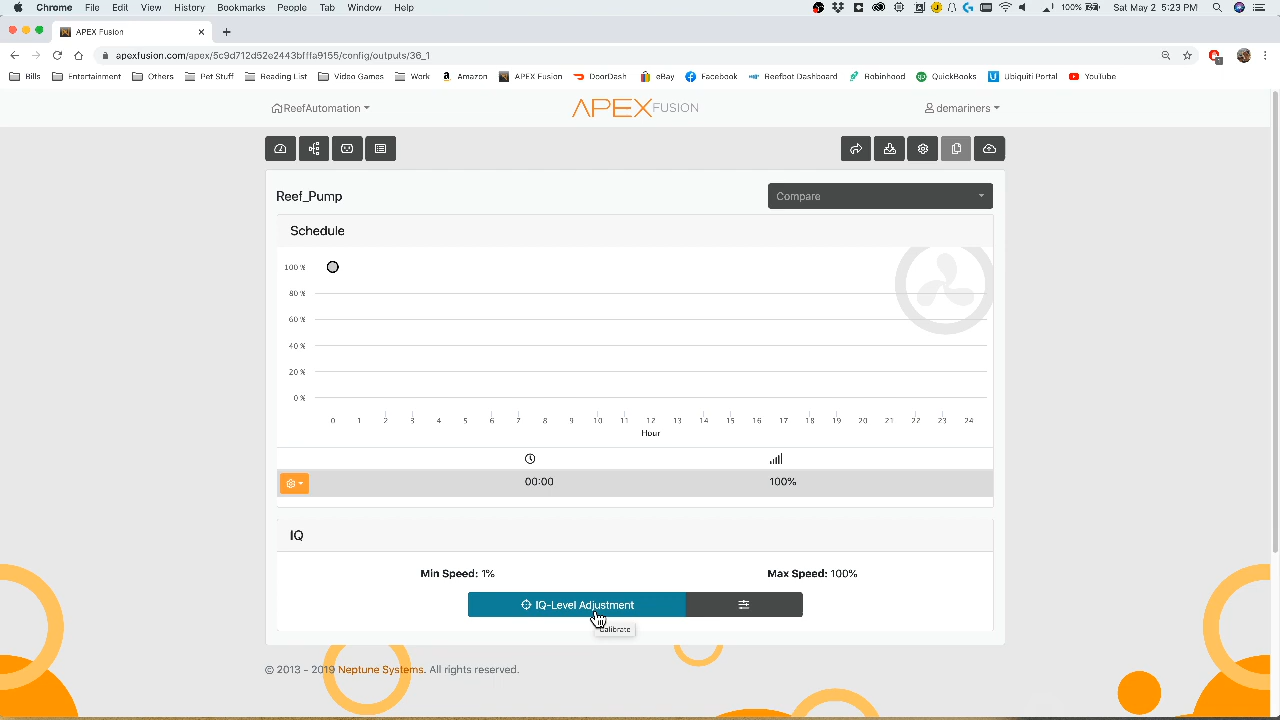 Chrome File Edit View History Bookmarks People Tab Window Help 100% Sat May 2 5:23 PM
APEX Fusion
apexfusion.com/apex/5c9d712d52e2443bfffa9155/config/outputs/36_1
Bills Entertainment Others Pet Stuff Reading List Video Games Work Amazon APEX Fusion DoorDash eBay Facebook Reefbot Dashboard Robinhood QuickBooks Ubiquiti Portal YouTube
ReefAutomation APEX FUSION demariners
Reef_Pump Compare
Schedule
100 %
80 %
60 %
40 %
20 %
0 %
0 1 2 3 4 5 6 7 8 9 10 11 12 13 14 15 16 17 18 19 20 21 22 23 24
Hour
00:00 100%
IQ
Min Speed: 1% Max Speed: 100%
IQ-Level Adjustment
Calibrate
© 2013 - 2019 Neptune Systems. All rights reserved.